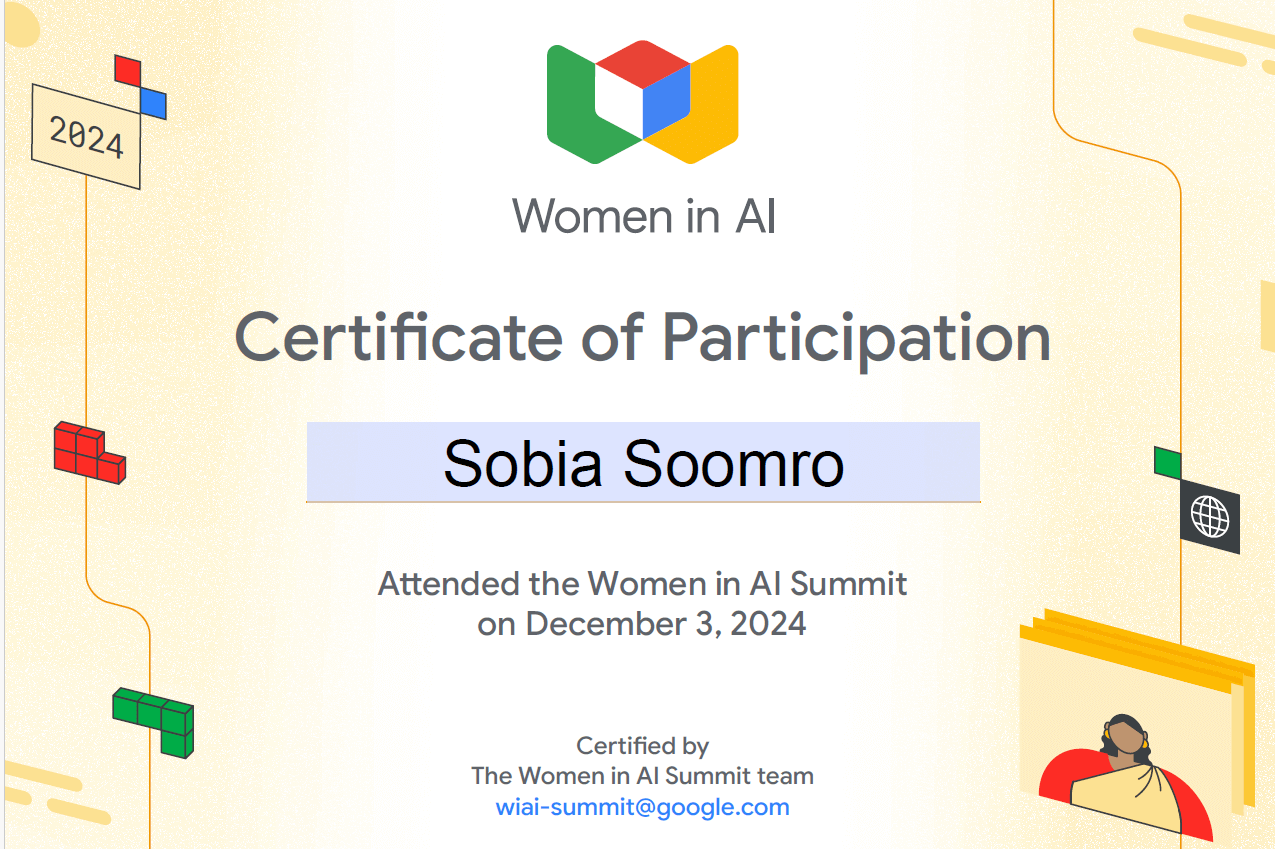 2024
Women in AI
Certificate of Participation
Sobia Soomro
Attended the Women in AI Summit
on December 3, 2024
Certified by
The Women in AI Summit team
wiai-summit@google.com